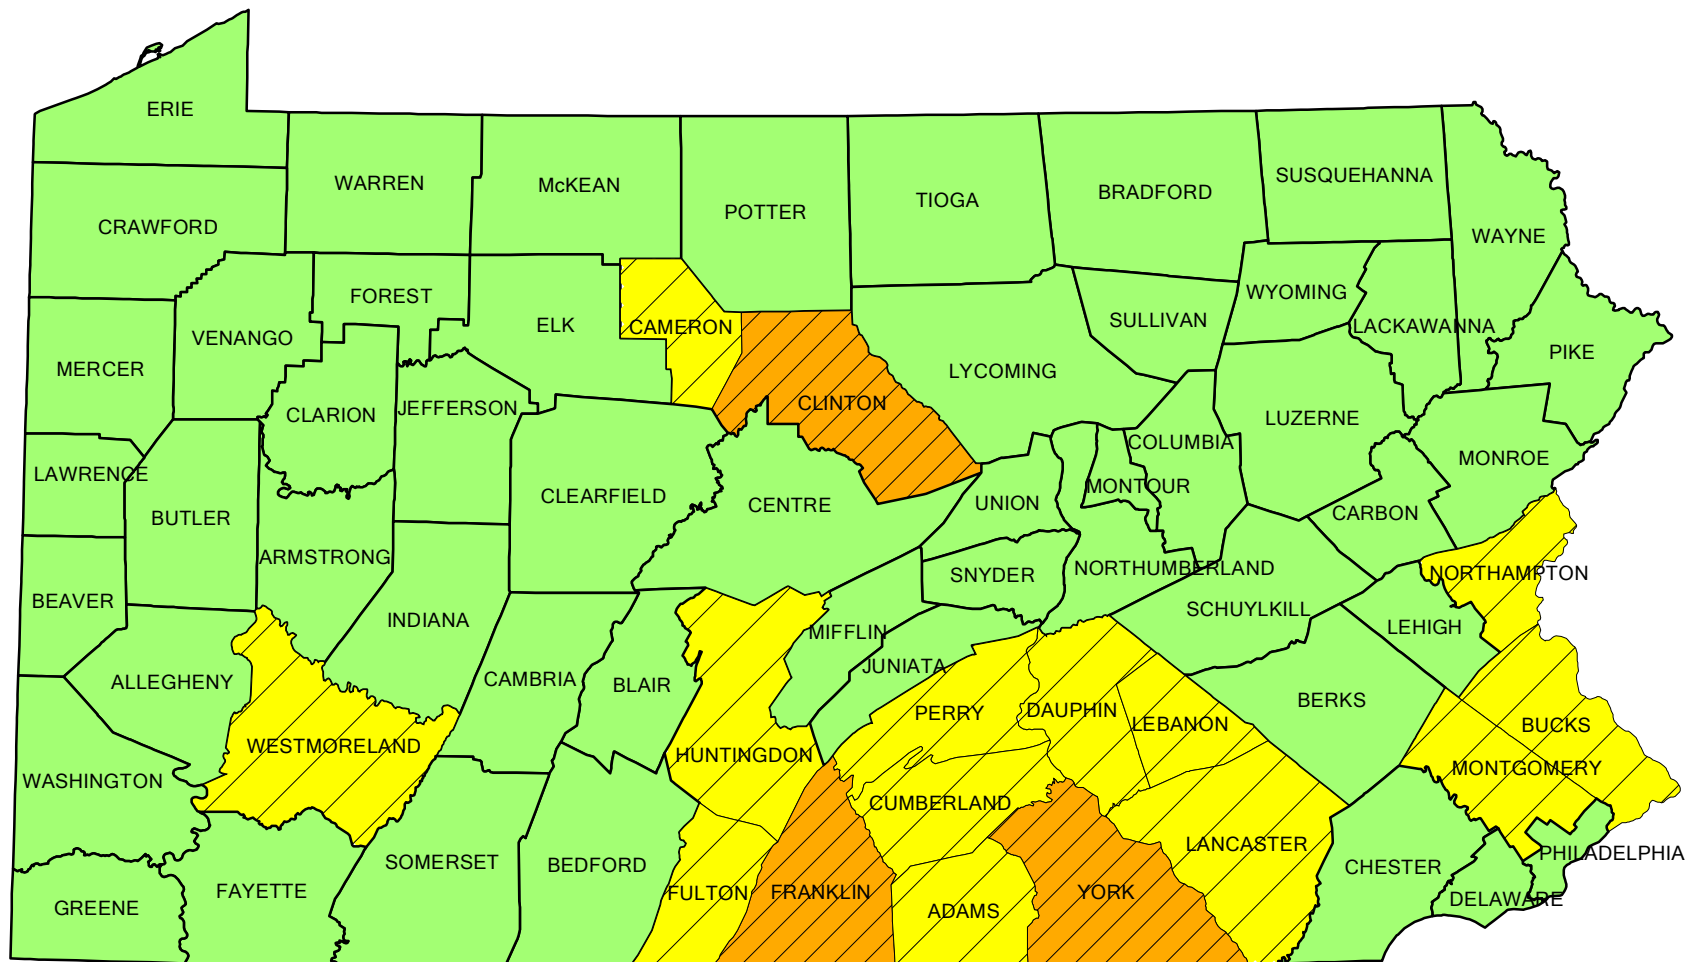 ERIE
WARREN
McKEAN
POTTER
TIOGA
BRADFORD
SUSQUEHANNA
WAYNE
CRAWFORD
FOREST
VENANGO
ELK
CAMERON
SULLIVAN
WYOMING
LACKAWANNA
PIKE
MERCER
CLARION
JEFFERSON
CLINTON
LYCOMING
COLUMBIA
LUZERNE
MONROE
LAWRENCE
BUTLER
CLEARFIELD
CENTRE
UNION
MONTOUR
CARBON
ARMSTRONG
SNYDER
NORTHUMBERLAND
NORTHAMPTON
BEAVER
INDIANA
MIFFLIN
SCHUYLKILL
LEHIGH
ALLEGHENY
CAMBRIA
BLAIR
JUNIATA
BERKS
WESTMORELAND
HUNTINGDON
PERRY
DAUPHIN
LEBANON
BUCKS
WASHINGTON
CUMBERLAND
MONTGOMERY
LANCASTER
PHILADELPHIA
GREENE
FAYETTE
SOMERSET
BEDFORD
FULTON
FRANKLIN
ADAMS
YORK
CHESTER
DELAWARE